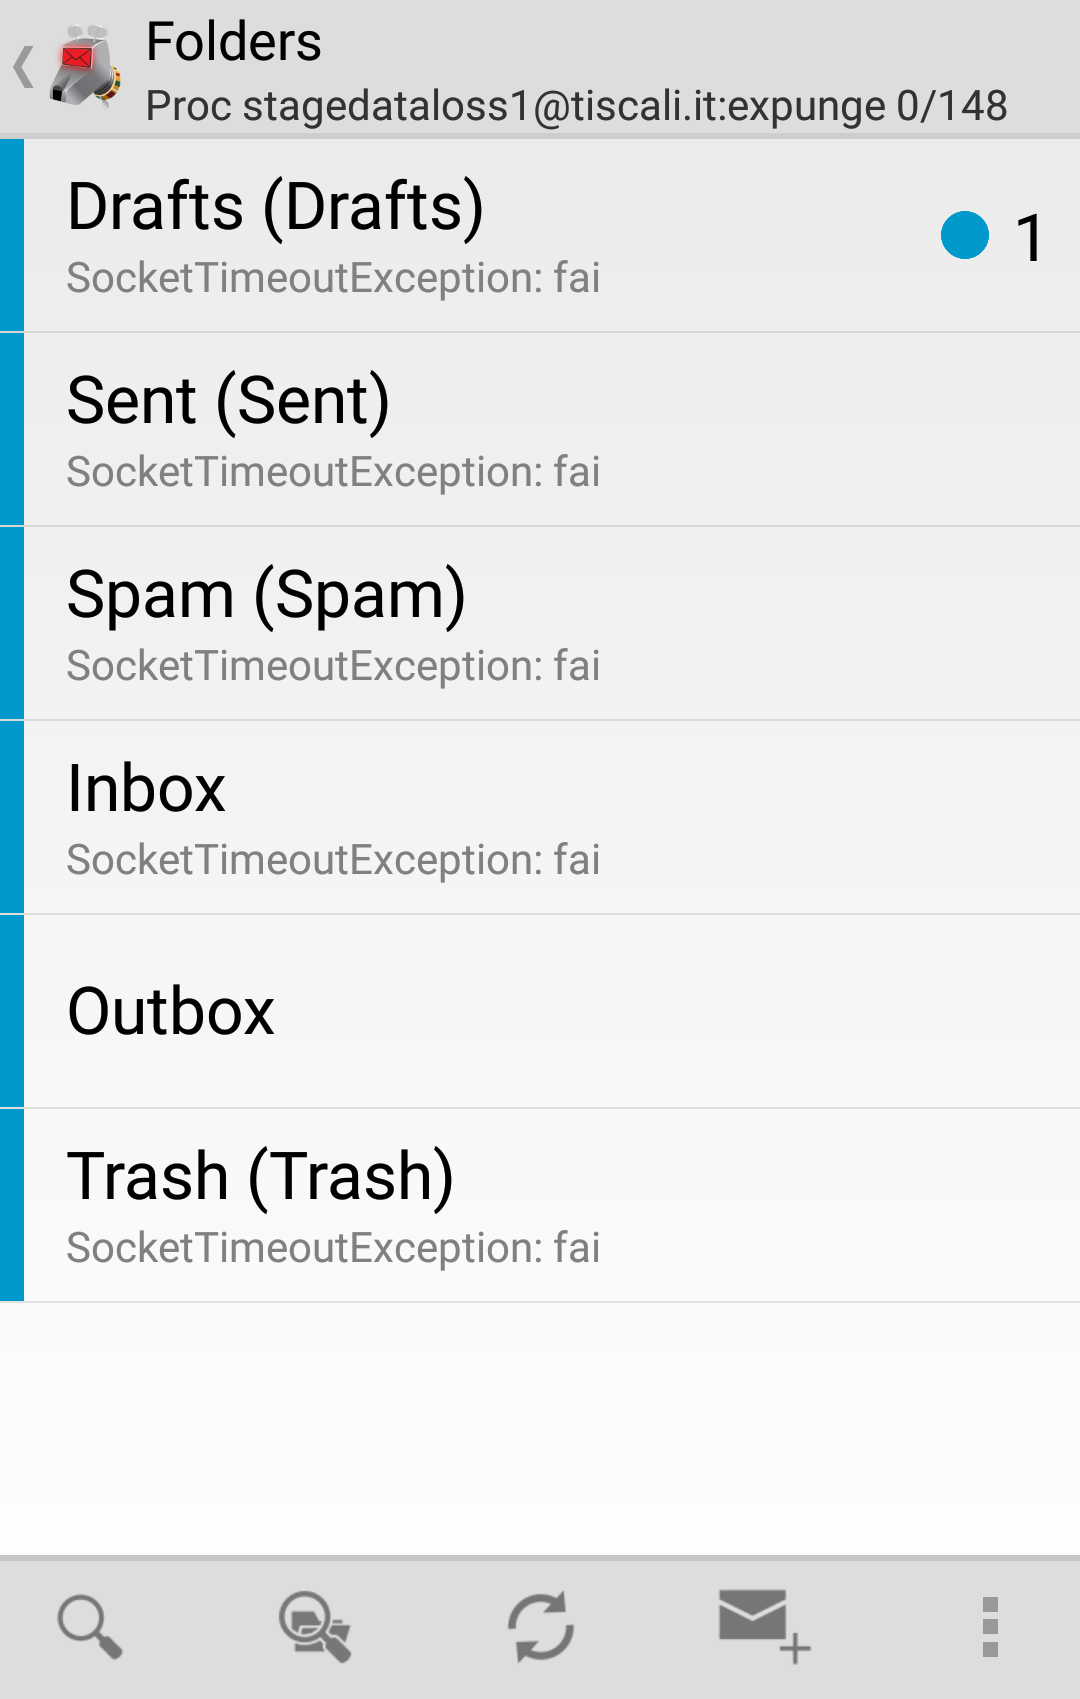 Folders
Proc stagedataloss1@tiscali.it:expunge 0/148
Drafts (Drafts)
SocketTimeoutException: fai
1
Sent (Sent)
SocketTimeoutException: fai
Spam (Spam)
SocketTimeoutException: fai
Inbox
SocketTimeoutException: fai
Outbox
Trash (Trash)
SocketTimeoutException: fai